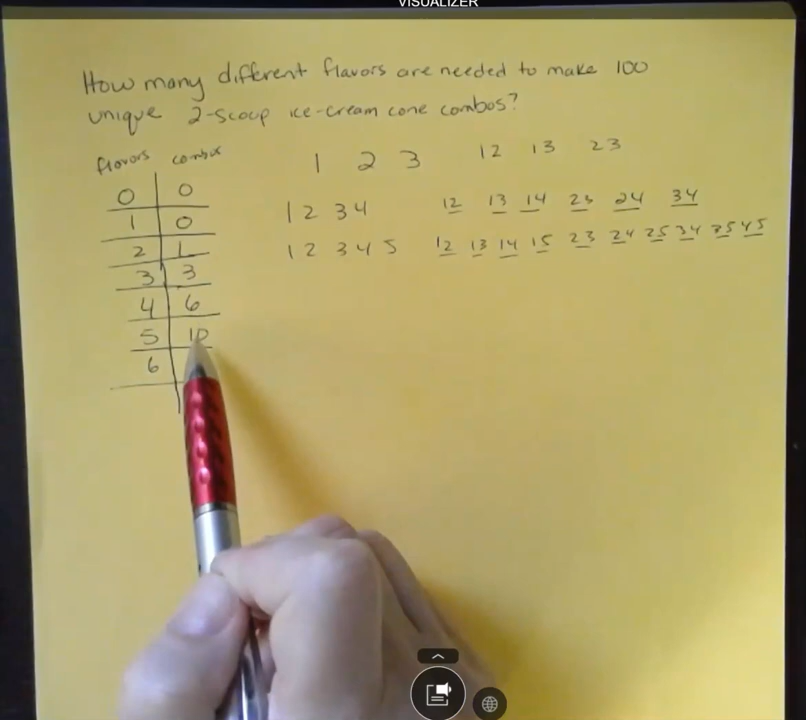 VISUALIZER
How many different flavors are needed to make 100
unique 2-scoop ice-cream cone combos?
flavors combos
0 0
1 0
2 1
3 3
4 6
5 10
6
1 2 3 12 13 23
1 2 3 4 12 13 14 23 24 34
1 2 3 4 5 12 13 14 15 23 24 25 34 35 45